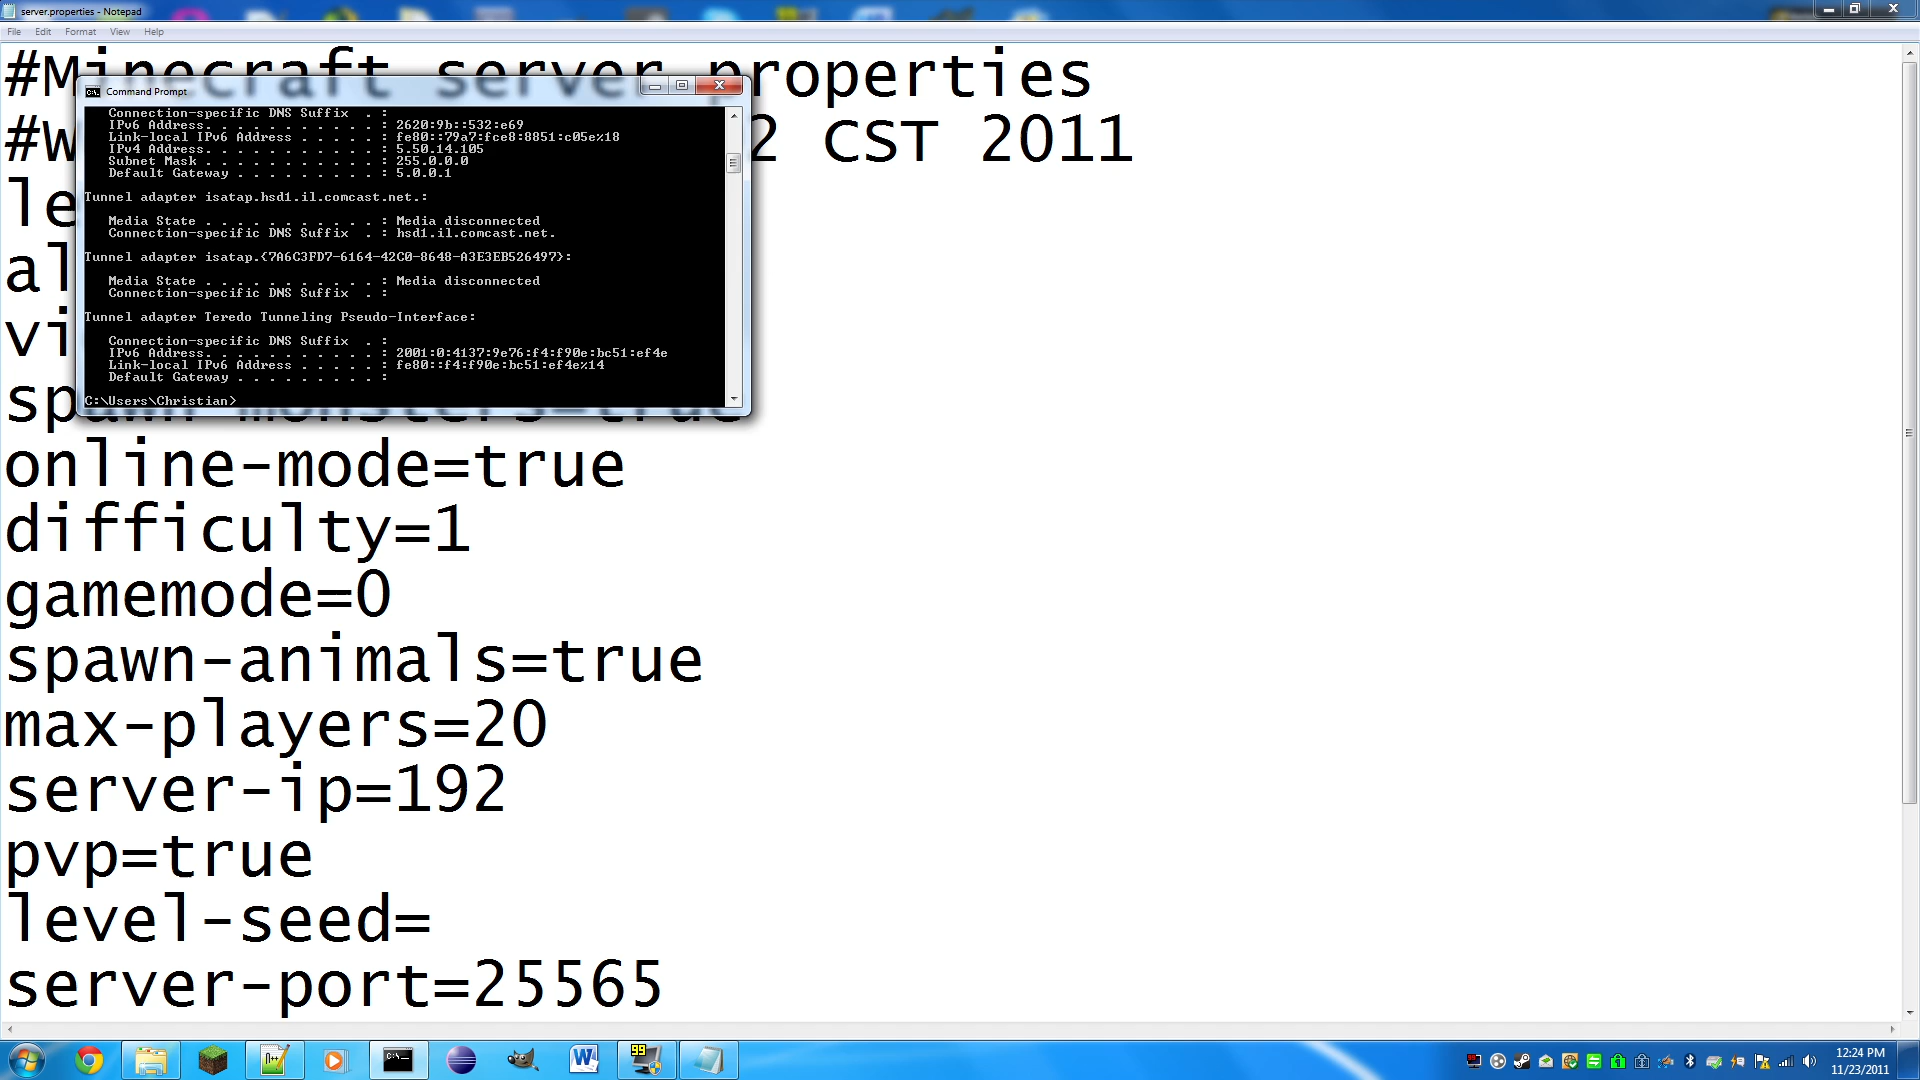 server.properties - Notepad
File Edit Format View Help
#Minecraft server properties
2 CST 2011
Command Prompt
Connection-specific DNS Suffix . :
IPv6 Address. . . . . . . . . . . : 2620:9b::532:e69
Link-local IPv6 Address . . . . . : fe80::79a7:fce8:8851:c05e%18
IPv4 Address. . . . . . . . . . . : 5.50.14.105
Subnet Mask . . . . . . . . . . . : 255.0.0.0
Default Gateway . . . . . . . . . : 5.0.0.1
Tunnel adapter isatap.hsd1.il.comcast.net.:
Media State . . . . . . . . . . . : Media disconnected
Connection-specific DNS Suffix . : hsd1.il.comcast.net.
Tunnel adapter isatap.{7A6C3FD7-6164-42C0-8648-A3E3EB526497}:
Media State . . . . . . . . . . . : Media disconnected
Connection-specific DNS Suffix . :
Tunnel adapter Teredo Tunneling Pseudo-Interface:
Connection-specific DNS Suffix . :
IPv6 Address. . . . . . . . . . . : 2001:0:4137:9e76:f4:f90e:bc51:ef4e
Link-local IPv6 Address . . . . . : fe80::f4:f90e:bc51:ef4e%14
Default Gateway . . . . . . . . . :
C:\Users\Christian>
spawn-monsters=true
online-mode=true
difficulty=1
gamemode=0
spawn-animals=true
max-players=20
server-ip=192
pvp=true
level-seed=
server-port=25565
99
12:24 PM
11/23/2011